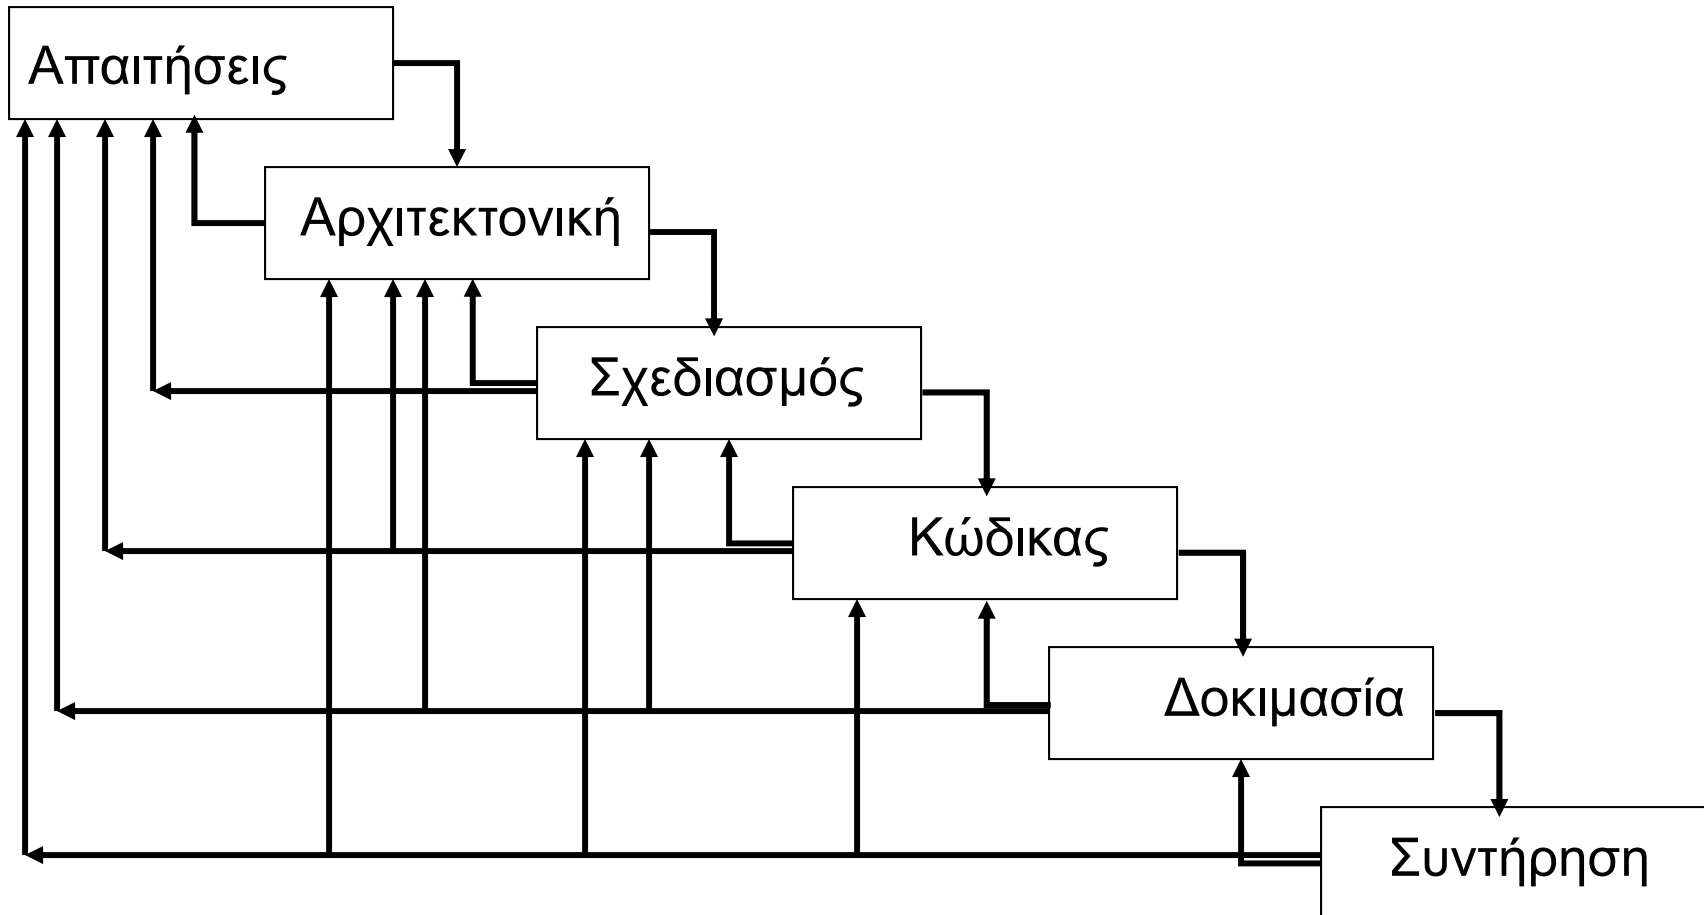 Απαιτήσεις
Αρχιτεκτονική
Σχεδιασμός
Κώδικας
Δοκιμασία
Συντήρηση